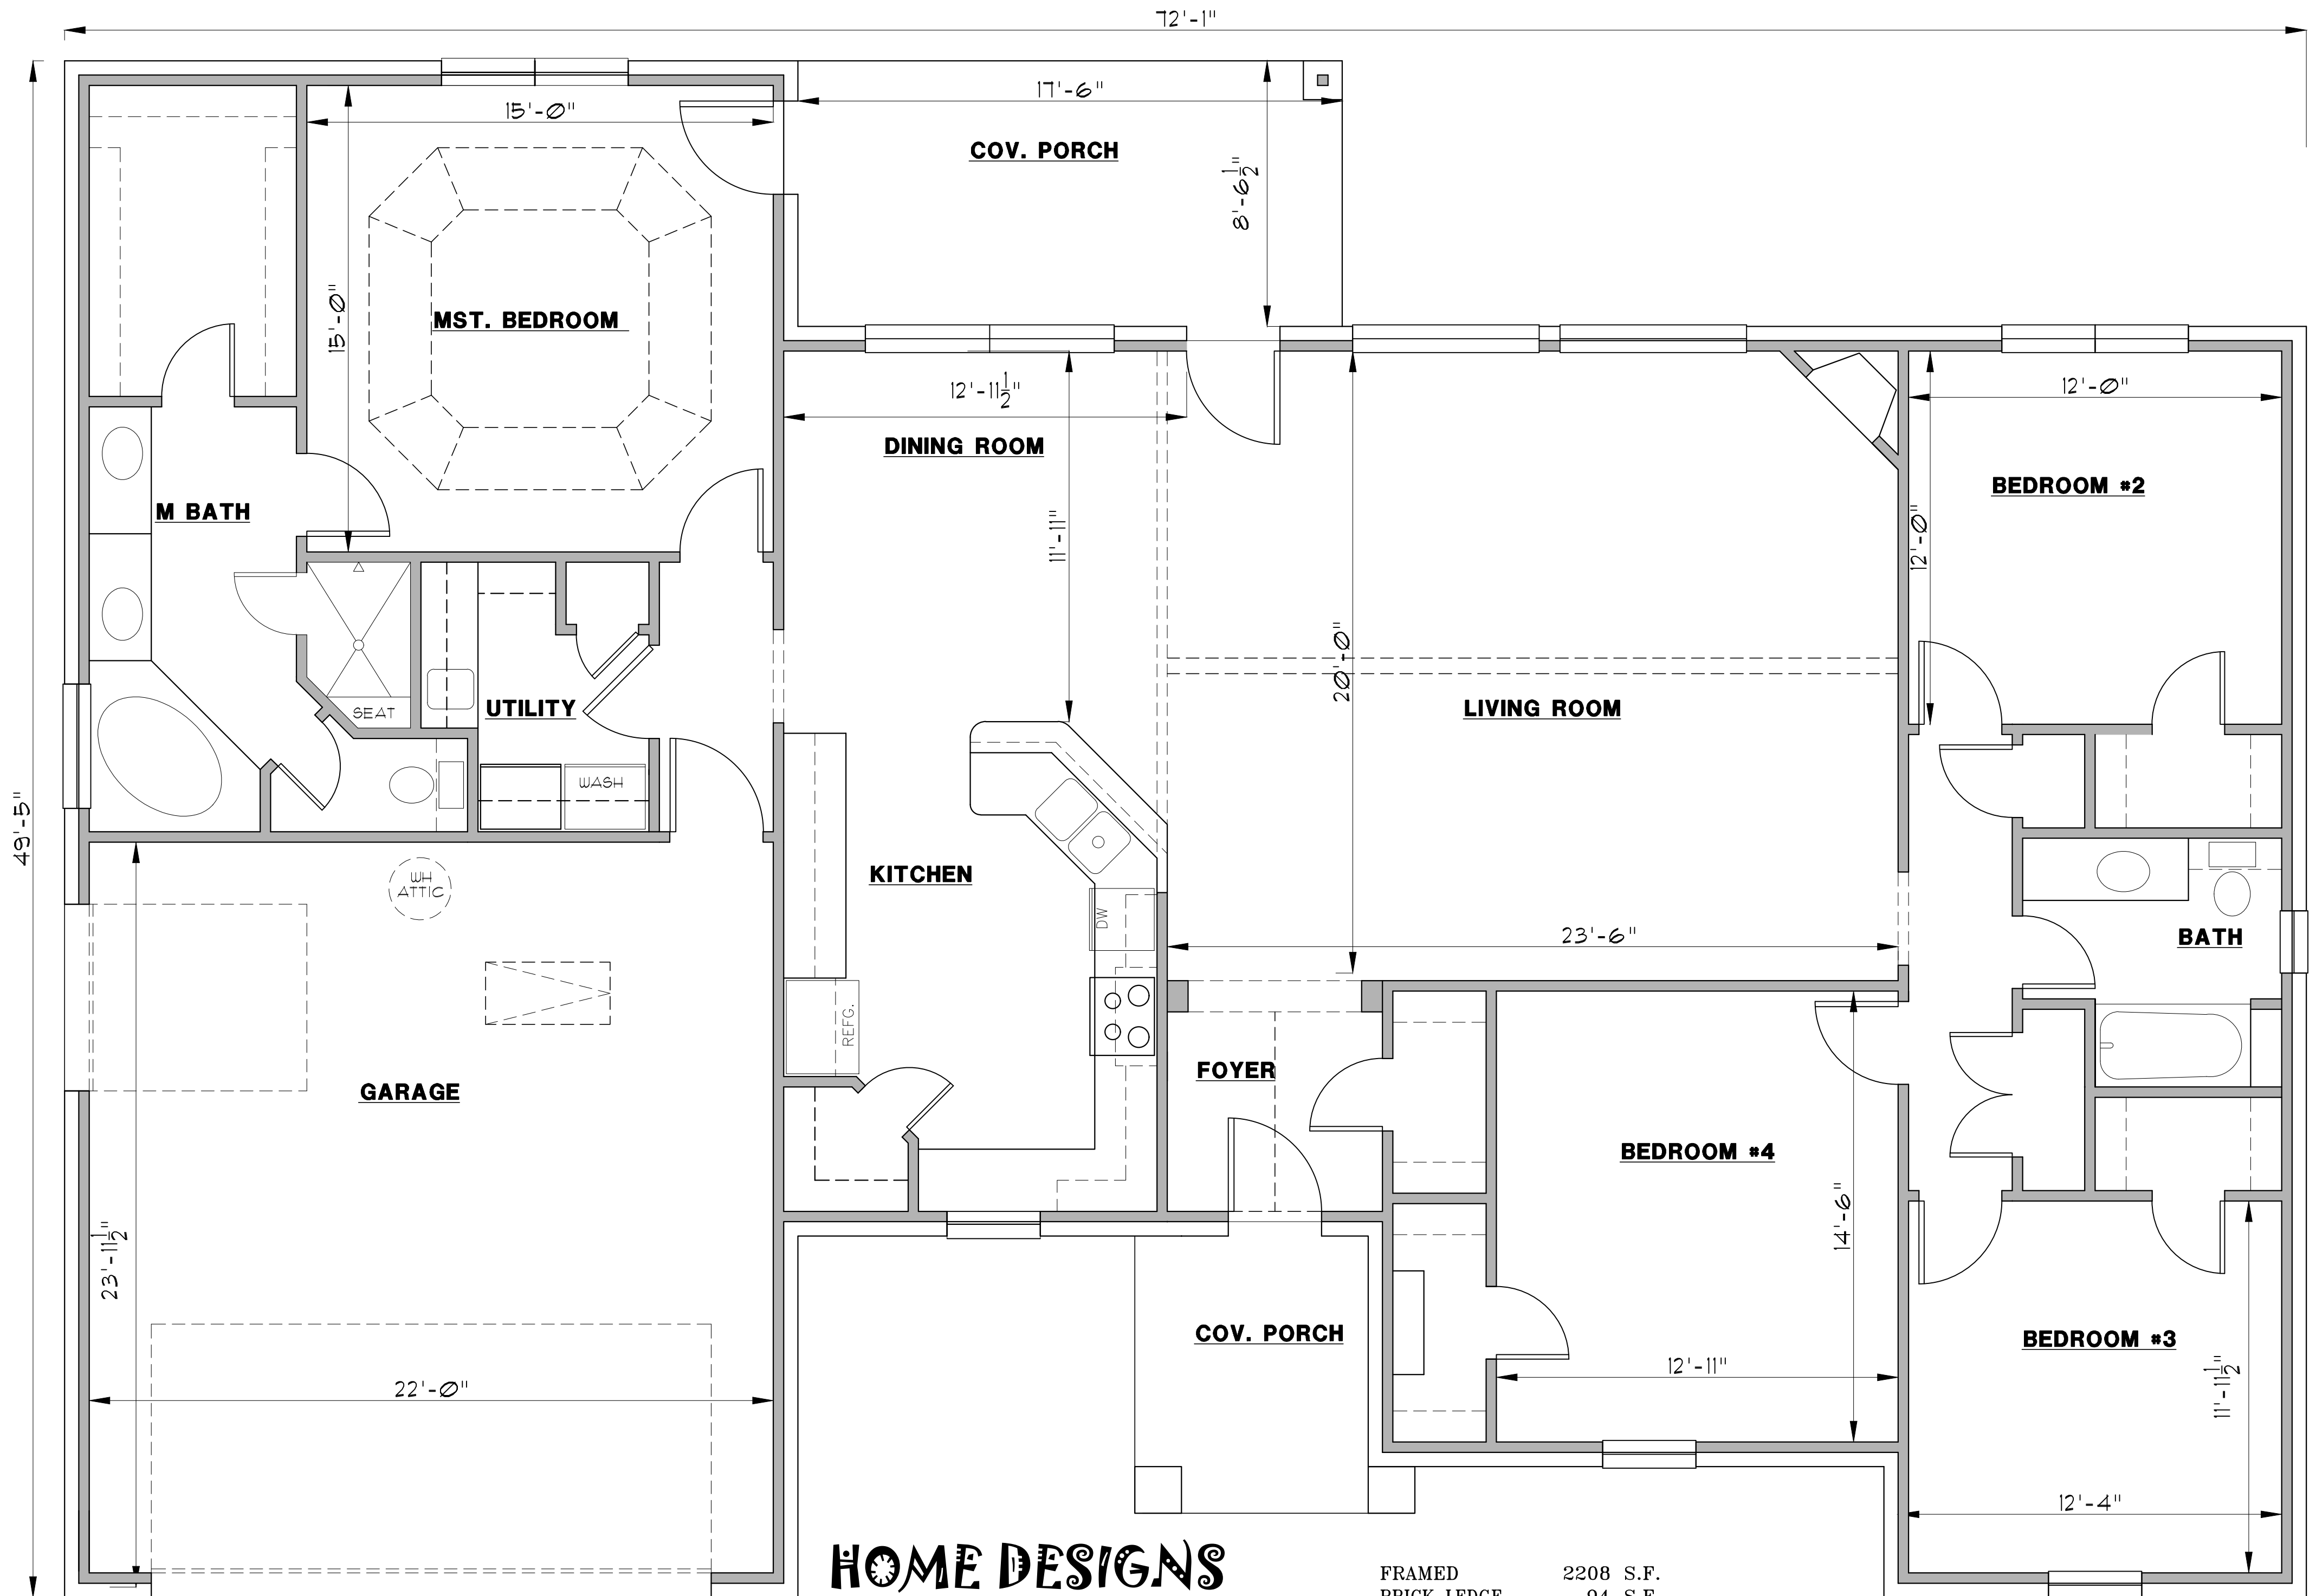 72'-1"
17'-6"
15'-0"
COV. PORCH
8'-6 1/2"
15'-0"
MST. BEDROOM
12'-11 1/2"
12'-0"
DINING ROOM
BEDROOM #2
M BATH
11'-11"
12'-0"
20'-0"
SEAT
UTILITY
LIVING ROOM
WASH
49'-5"
WH
ATTIC
KITCHEN
DW
23'-6"
BATH
REFG.
FOYER
GARAGE
BEDROOM #4
14'-6"
23'-11 1/2"
COV. PORCH
BEDROOM #3
12'-11"
11'-11 1/2"
22'-0"
12'-4"
HOME DESIGNS
FRAMED 2208 S.F.
BRICK LEDGE 94 S.F.